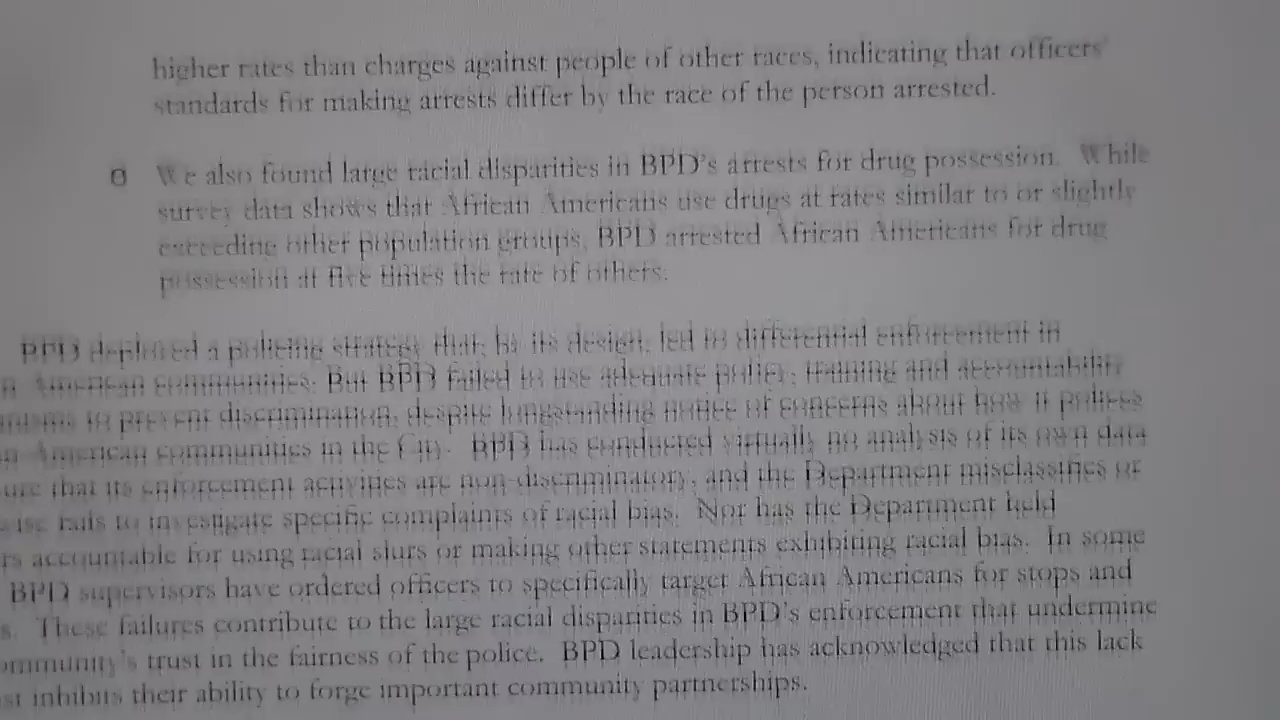 higher rates than charges against people of other races, indicating that officers'
standards for making arrests differ by the race of the person arrested.
o We also found large racial disparities in BPD's arrests for drug possession. While
survey data shows that African Americans use drugs at rates similar to or slightly
exceeding other population groups, BPD arrested African Americans for drug
possession at five times the rate of others.
BPD deployed a policing strategy that, by its design, led to differential enforcement in
American communities. But BPD failed to use adequate policy, training and accountability
to prevent discrimination, despite longstanding notice of concerns about how it polices
American communities in the City. BPD has conducted virtually no analysis of its own data
that its enforcement activities are non-discriminatory, and the Department misclassifies or
fails to investigate specific complaints of racial bias. Nor has the Department held
rs accountable for using racial slurs or making other statements exhibiting racial bias. In some
BPD supervisors have ordered officers to specifically target African Americans for stops and
s. These failures contribute to the large racial disparities in BPD's enforcement that undermine
ommunity's trust in the fairness of the police. BPD leadership has acknowledged that this lack
st inhibits their ability to forge important community partnerships.